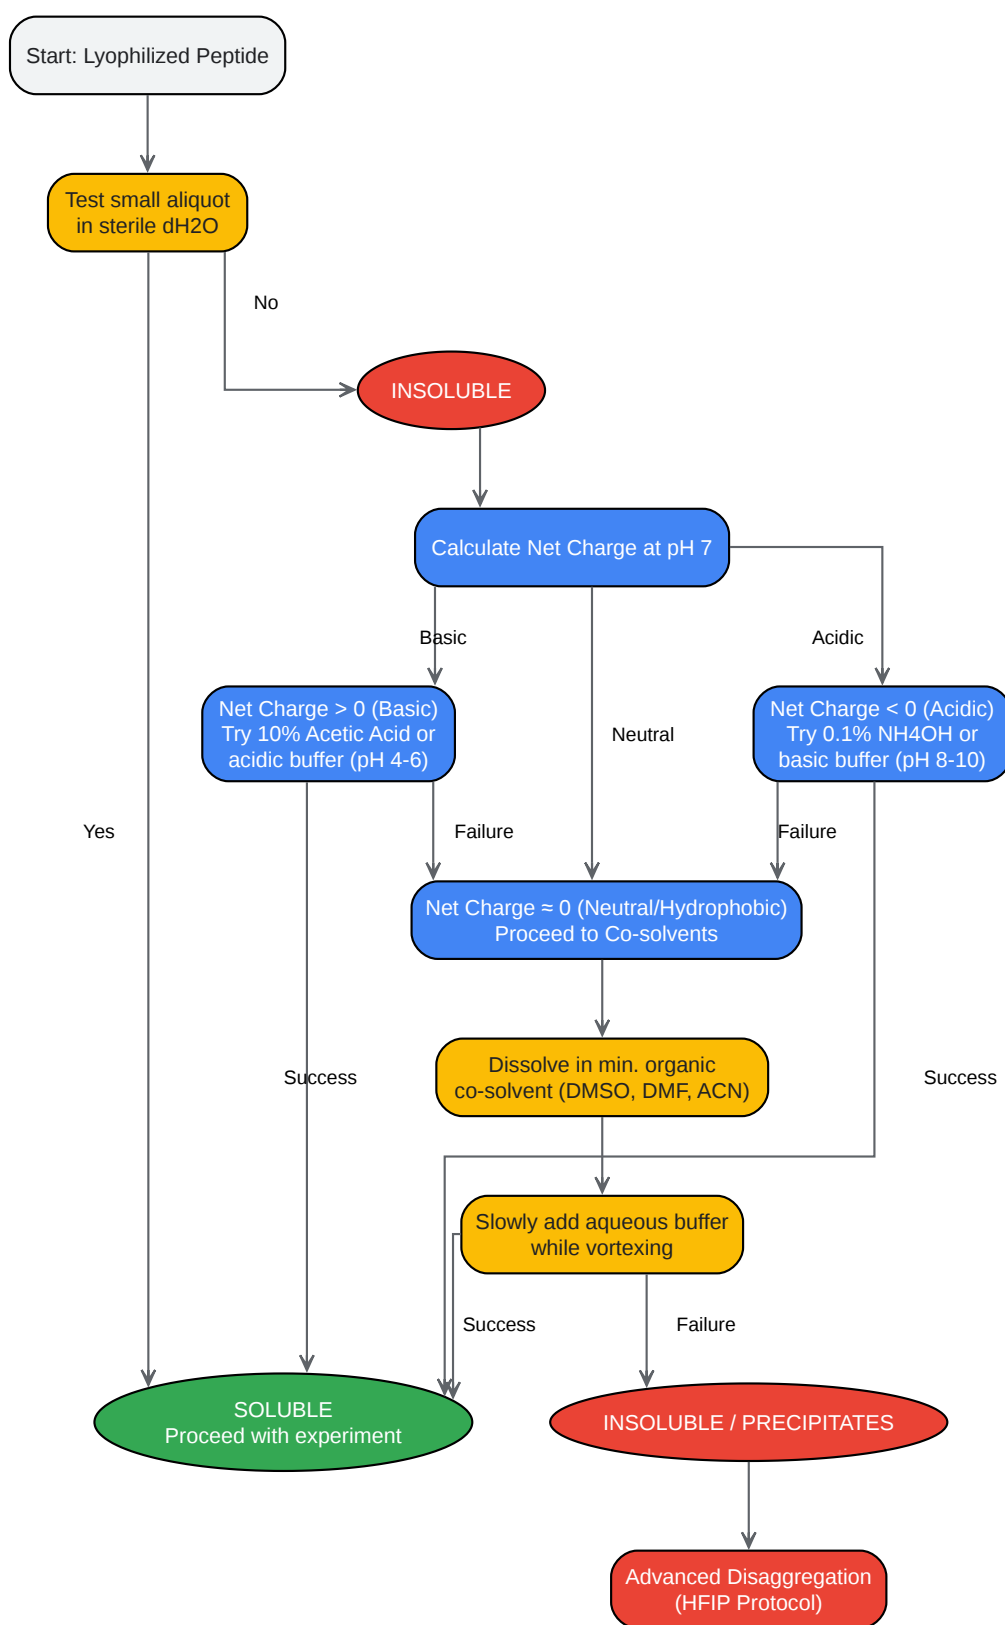 Start: Lyophilized Peptide
Test small aliquot
in sterile dH2O
No
INSOLUBLE
Calculate Net Charge at pH 7
Basic
Acidic
Net Charge > 0 (Basic)
Try 10% Acetic Acid or
acidic buffer (pH 4-6)
Neutral
Net Charge < 0 (Acidic)
Try 0.1% NH4OH or
basic buffer (pH 8-10)
Yes
Failure
Failure
Net Charge ≈ 0 (Neutral/Hydrophobic)
Proceed to Co-solvents
Dissolve in min. organic
co-solvent (DMSO, DMF, ACN)
Success
Success
Slowly add aqueous buffer
while vortexing
Success
Failure
SOLUBLE
Proceed with experiment
INSOLUBLE / PRECIPITATES
Advanced Disaggregation
(HFIP Protocol)